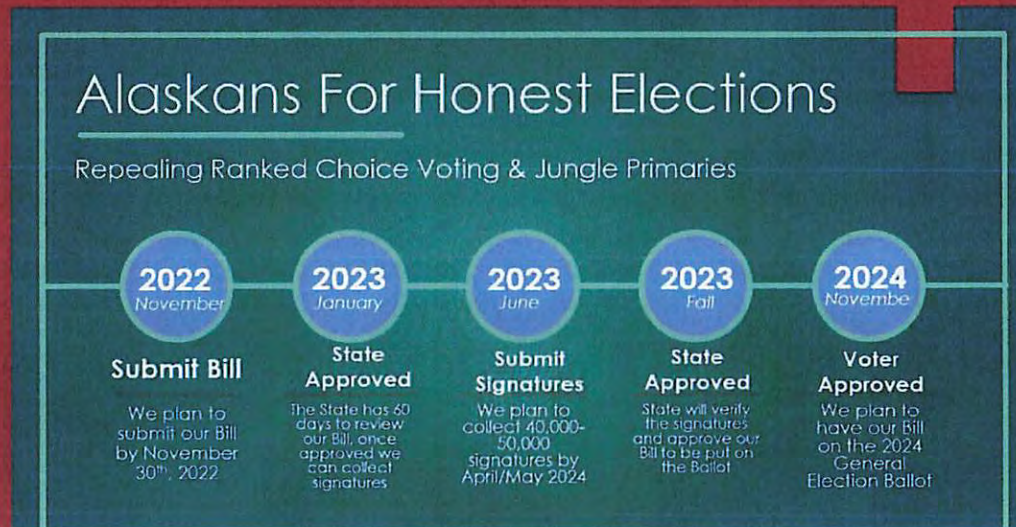 Alaskans For Honest Elections
Repealing Ranked Choice Voting & Jungle Primaries
2022
November
Submit Bill
We plan to
submit our Bill
by November
30th, 2022
2023
January
State
Approved
The State has 60
days to review
our Bill, once
approved we
can collect
signatures
2023
June
Submit
Signatures
We plan to
collect 40,000-
50,000
signatures by
April/May 2024
2023
Fall
State
Approved
State will verify
the signatures
and approve our
Bill to be put on
the Ballot
2024
Novembe
Voter
Approved
We plan to
have our Bill
on the 2024
General
Election Ballot